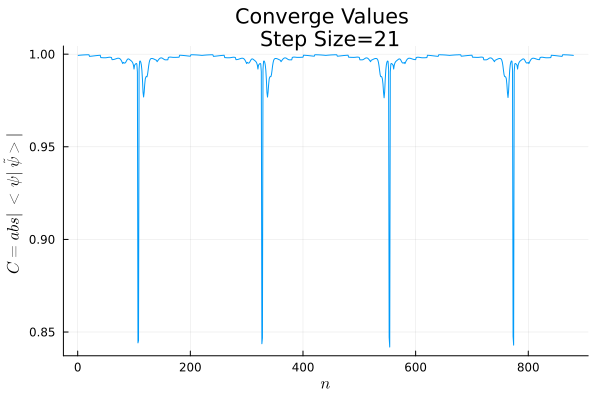 Converge Values
Step Size=21
1.00
0.95
0.90
0.85
C = abs| < ψ| ψ̃ > |
0
200
400
600
800
n